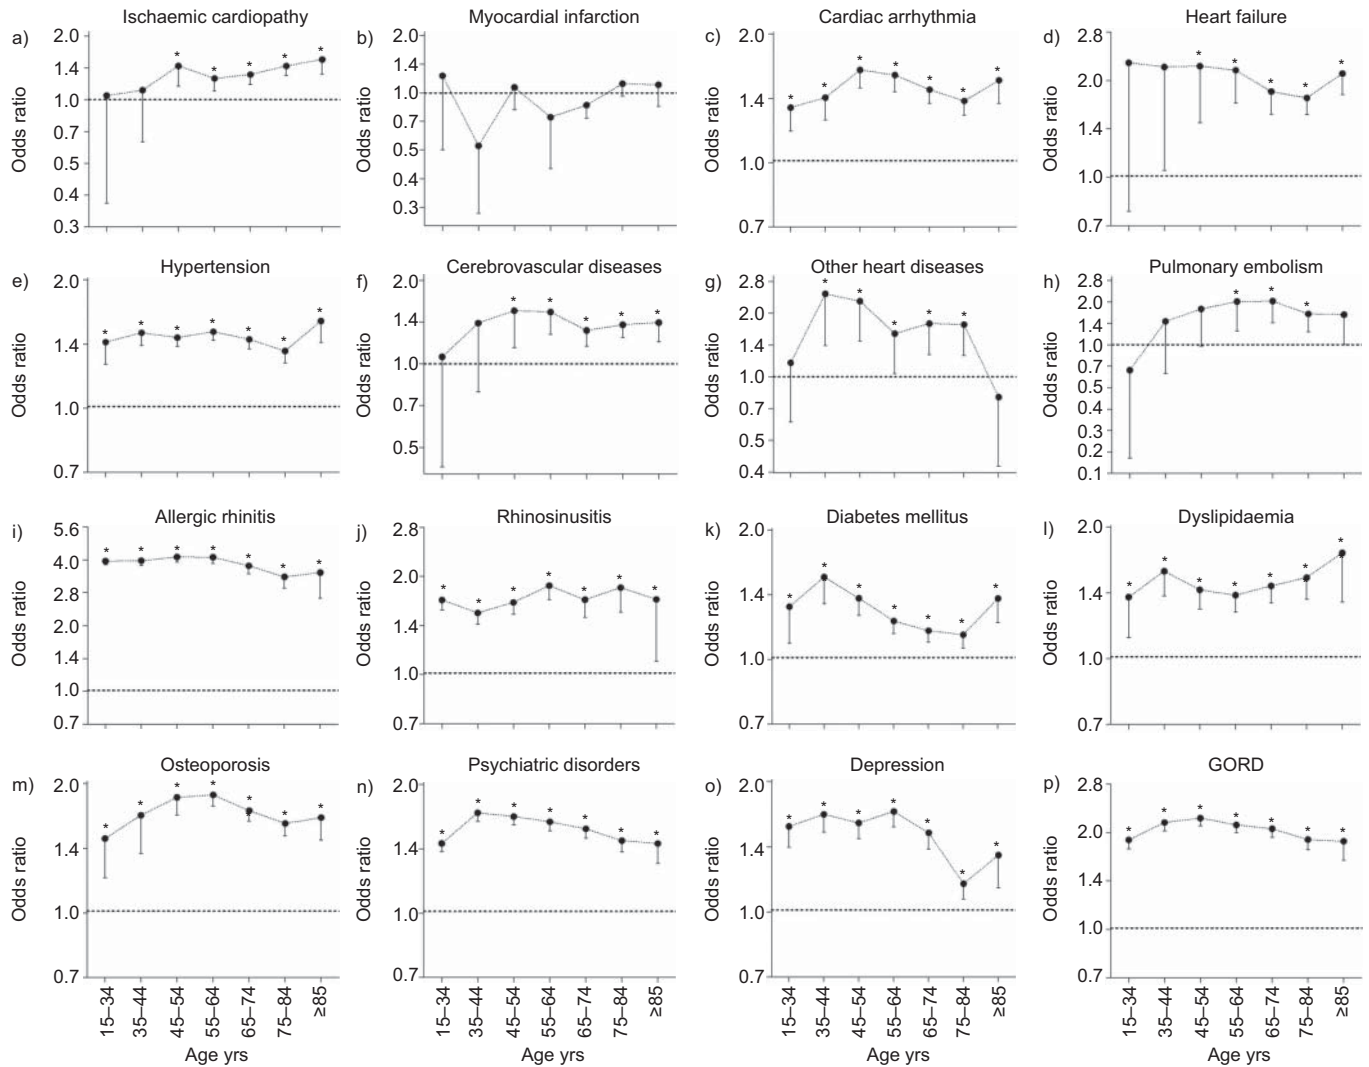 Ischaemic cardiopathy
Myocardial infarction
Cardiac arrhythmia
Heart failure
a)
2.0
1.4
1.0
0.7
0.5
0.4
0.3
Odds ratio
* * * * *
b)
2.0
1.4
1.0
0.7
0.5
0.4
0.3
Odds ratio
c)
2.0
1.4
1.0
0.7
Odds ratio
* * * * * * *
d)
2.8
2.0
1.4
1.0
0.7
Odds ratio
* * * * *
Hypertension
Cerebrovascular diseases
Other heart diseases
Pulmonary embolism
e)
2.0
1.4
1.0
0.7
Odds ratio
* * * * * * *
f)
2.0
1.4
1.0
0.7
0.5
Odds ratio
* * * * *
g)
2.8
2.0
1.4
1.0
0.7
0.5
0.4
Odds ratio
* * * * *
h)
2.8
2.0
1.4
1.0
0.7
0.5
0.4
0.3
0.2
0.1
Odds ratio
* * *
Allergic rhinitis
Rhinosinusitis
Diabetes mellitus
Dyslipidaemia
i)
5.6
4.0
2.8
2.0
1.4
1.0
0.7
Odds ratio
* * * * * * *
j)
2.8
2.0
1.4
1.0
0.7
Odds ratio
* * * * * * *
k)
2.0
1.4
1.0
0.7
Odds ratio
* * * * * * *
l)
2.0
1.4
1.0
0.7
Odds ratio
* * * * * * *
Osteoporosis
Psychiatric disorders
Depression
GORD
m)
2.0
1.4
1.0
0.7
Odds ratio
* * * * * * *
15–34
35–44
45–54
55–64
65–74
75–84
≥85
Age yrs
n)
2.0
1.4
1.0
0.7
Odds ratio
* * * * * * *
15–34
35–44
45–54
55–64
65–74
75–84
≥85
Age yrs
o)
2.0
1.4
1.0
0.7
Odds ratio
* * * * * * *
15–34
35–44
45–54
55–64
65–74
75–84
≥85
Age yrs
p)
2.8
2.0
1.4
1.0
0.7
Odds ratio
* * * * * * *
15–34
35–44
45–54
55–64
65–74
75–84
≥85
Age yrs